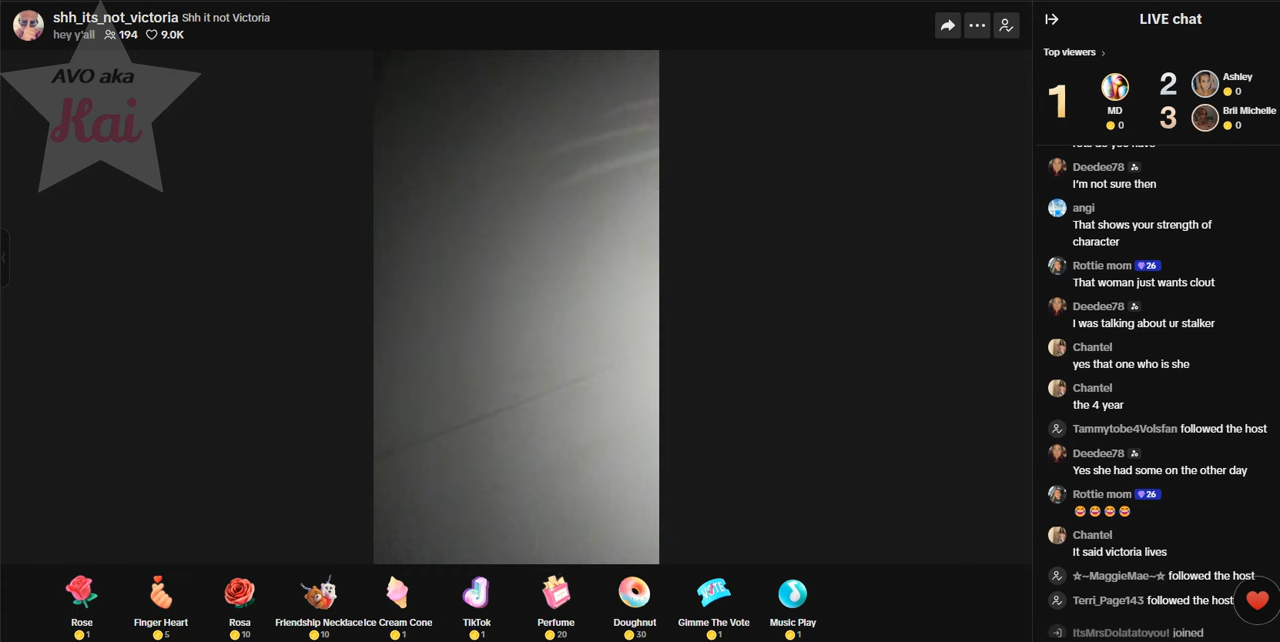 shh_its_not_victoria Shh it not Victoria
hey y'all 194 9.0K
AVO aka
Kai
LIVE chat
Top viewers
1
MD
0
2
Ashley
0
3
Brii Michelle
0
Deedee78
I'm not sure then
angi
That shows your strength of
character
Rottie mom 26
That woman just wants clout
Deedee78
I was talking about ur stalker
Chantel
yes that one who is she
Chantel
the 4 year
Tammytobe4Volsfan followed the host
Deedee78
Yes she had some on the other day
Rottie mom 26
Chantel
It said victoria lives
☆~MaggieMae~☆ followed the host
Terri_Page143 followed the host
ItsMrsDolatatoyou! joined
Rose
1
Finger Heart
5
Rosa
10
Friendship Necklace
10
Ice Cream Cone
1
TikTok
1
Perfume
20
Doughnut
30
VOTE
Gimme The Vote
1
Music Play
1